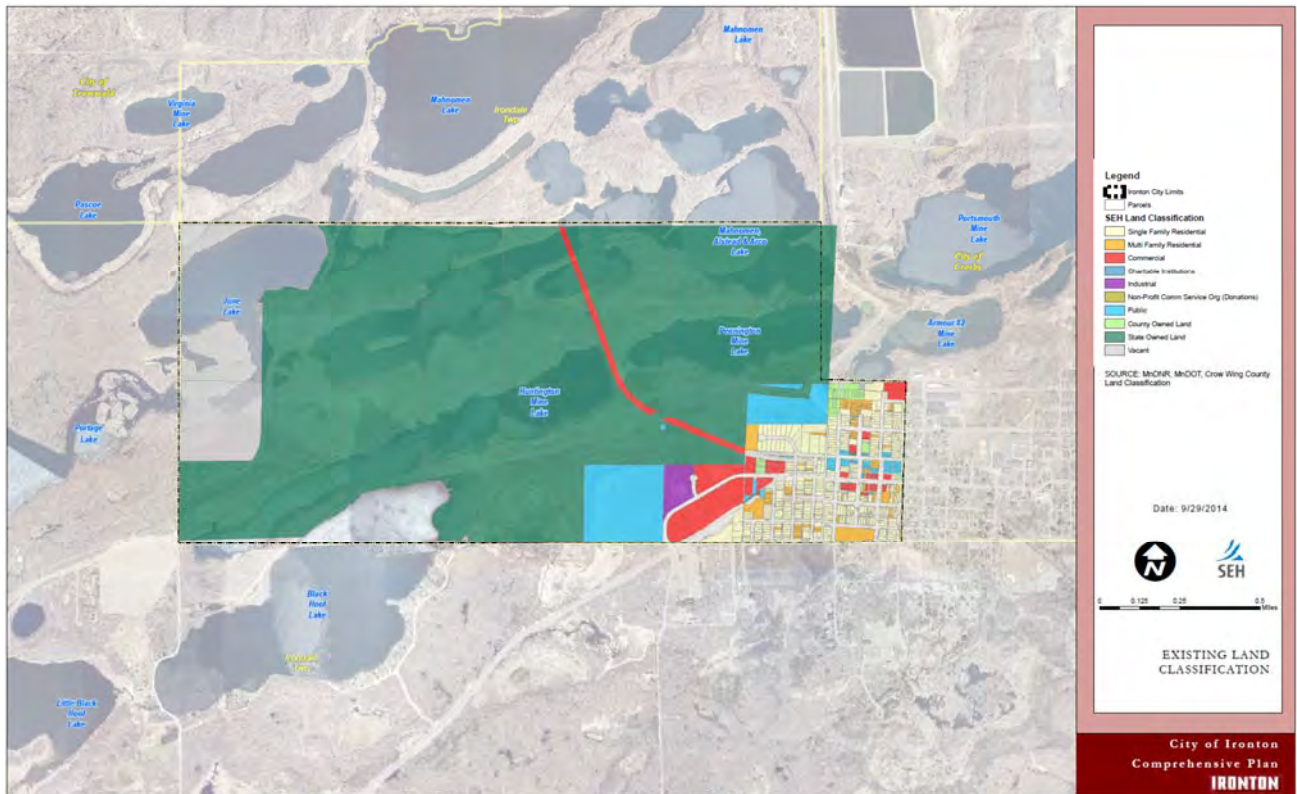 Mahnomen
Lake
City of
Virginia
Mine
Lake
Mahnomen
Lake
Irondale
Twp
Pascoe
Lake
Portsmouth
Mine
Lake
City of
Crosby
Mahnomen,
Alstead & Arco
Lake
June
Lake
Pennington
Mine
Lake
Armour #2
Mine
Lake
Huntington
Mine
Lake
Portage
Lake
Black
Hoof
Lake
Irondale
Twp
Little Black
Hoof
Lake
Legend
Ironton City Limits
Parcels
SEH Land Classification
Single Family Residential
Multi Family Residential
Commercial
Charitable Institutions
Industrial
Non-Profit Comm Service Org (Donations)
Public
County Owned Land
State Owned Land
Vacant
SOURCE: MnDNR, MnDOT, Crow Wing County
Land Classification
Date: 9/29/2014
N
SEH
0 0.125 0.25 0.5
Miles
EXISTING LAND
CLASSIFICATION
City of Ironton
Comprehensive Plan
IRONTON